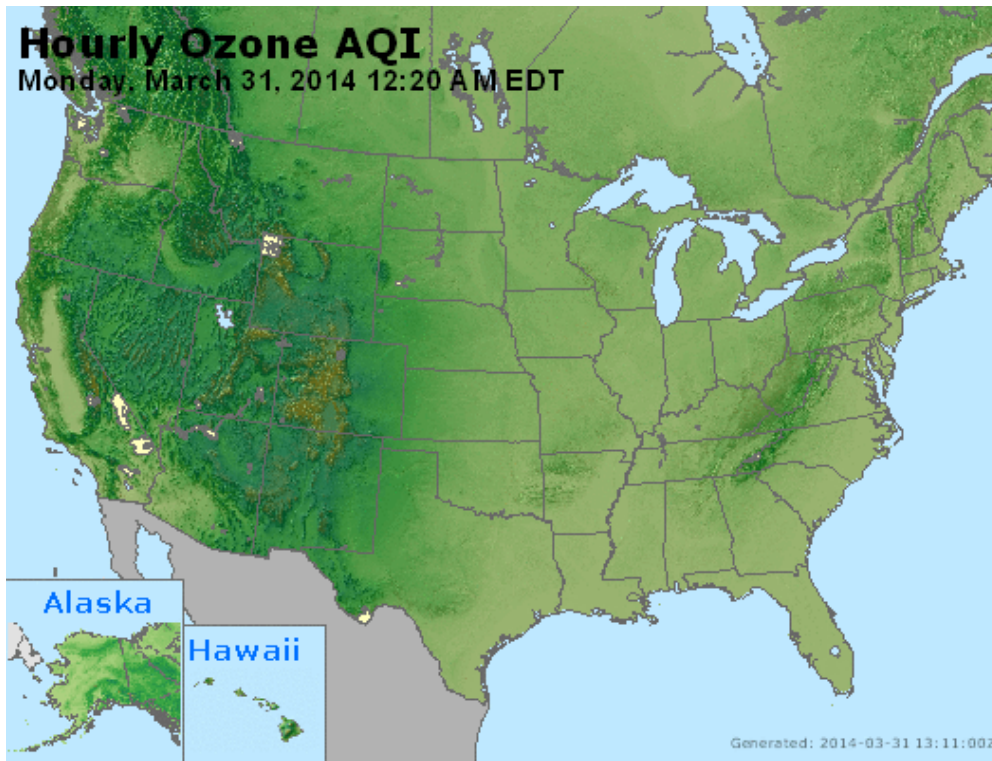 Hourly Ozone AQI
Monday, March 31, 2014 12:20 AM EDT
Alaska
Hawaii
Generated: 2014-03-31 13:11:00Z